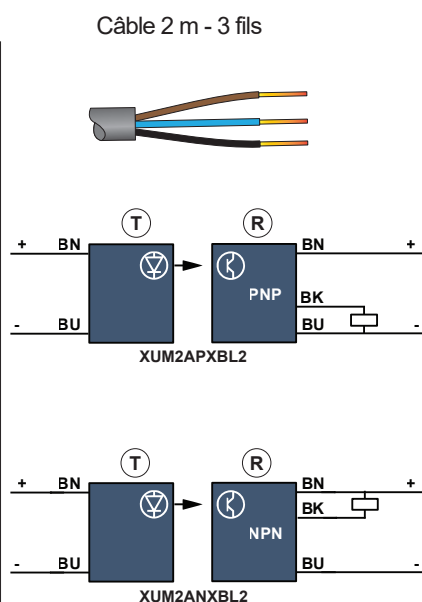 Câble 2 m - 3 fils
T R
+ BN BN +
PNP
BK
- BU BU -
XUM2APXBL2
T R
+ BN BN +
BK
NPN
- BU BU -
XUM2ANXBL2